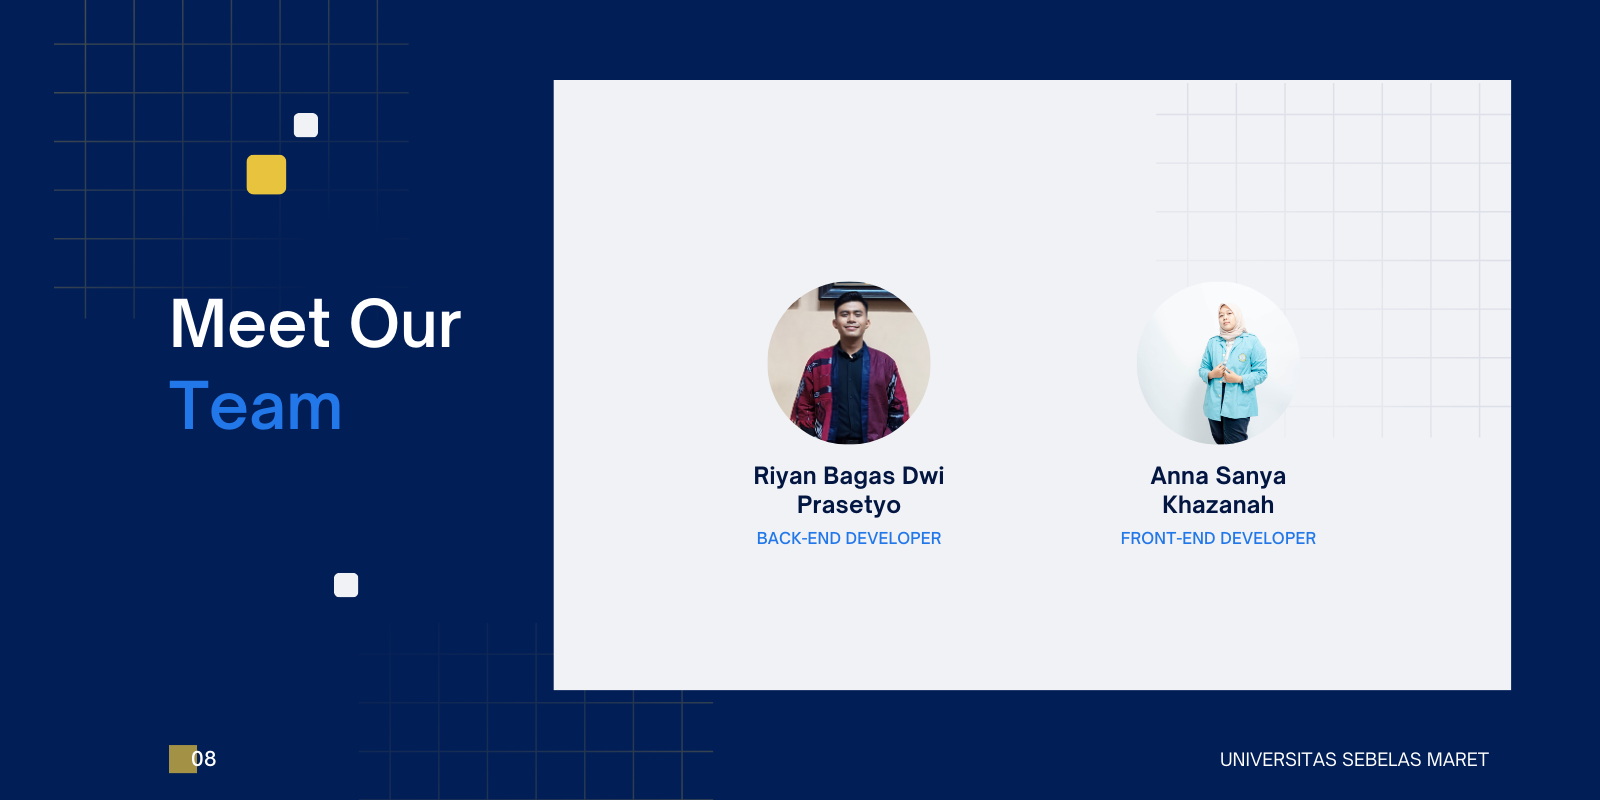 Meet Our
Team
Riyan Bagas Dwi
Prasetyo
BACK-END DEVELOPER
Anna Sanya
Khazanah
FRONT-END DEVELOPER
08
UNIVERSITAS SEBELAS MARET